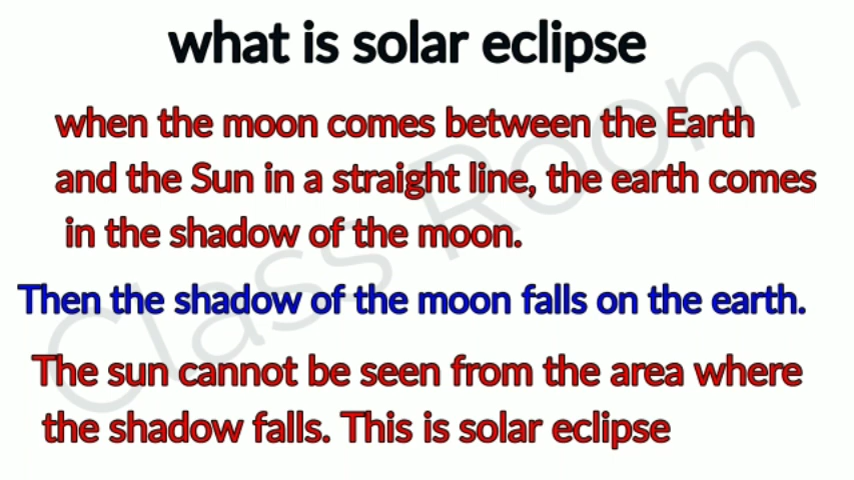 what is solar eclipse
when the moon comes between the Earth
and the Sun in a straight line, the earth comes
in the shadow of the moon.
Then the shadow of the moon falls on the earth.
The sun cannot be seen from the area where
the shadow falls. This is solar eclipse
Class Room